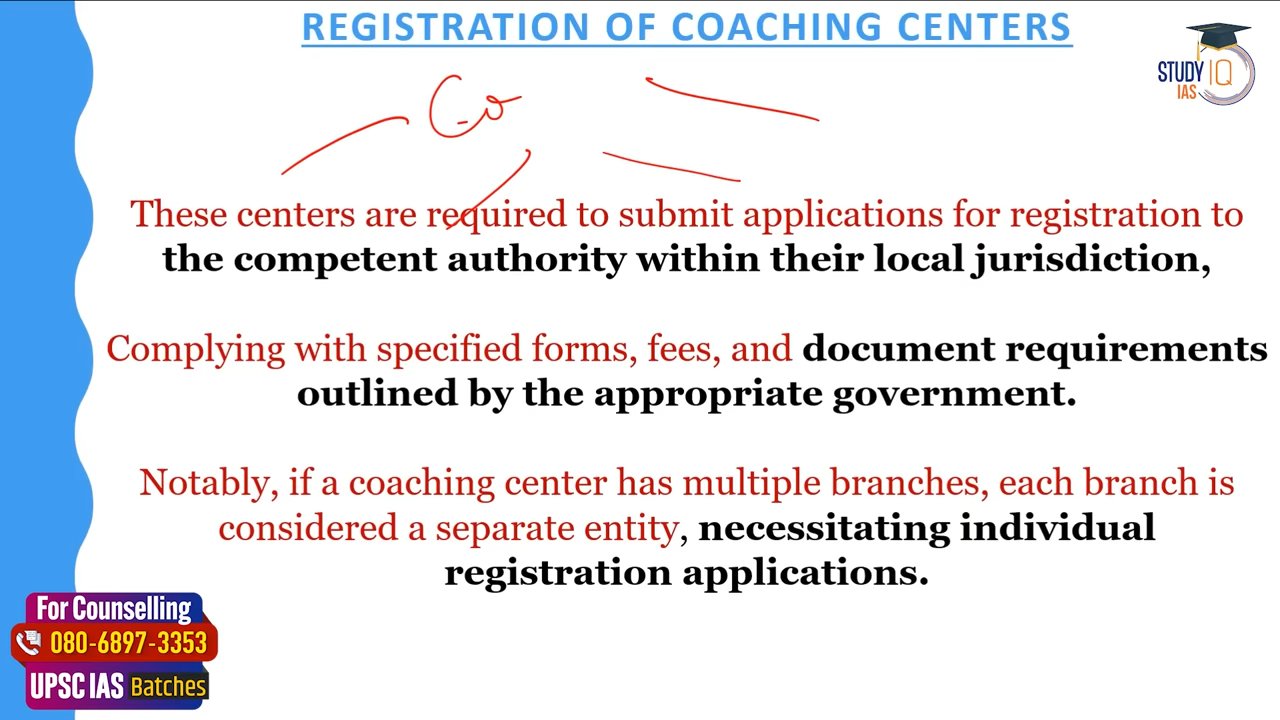 REGISTRATION OF COACHING CENTERS
STUDY IQ
IAS
Co
These centers are required to submit applications for registration to
the competent authority within their local jurisdiction,
Complying with specified forms, fees, and document requirements
outlined by the appropriate government.
Notably, if a coaching center has multiple branches, each branch is
considered a separate entity, necessitating individual
registration applications.
For Counselling
080-6897-3353
UPSC IAS Batches